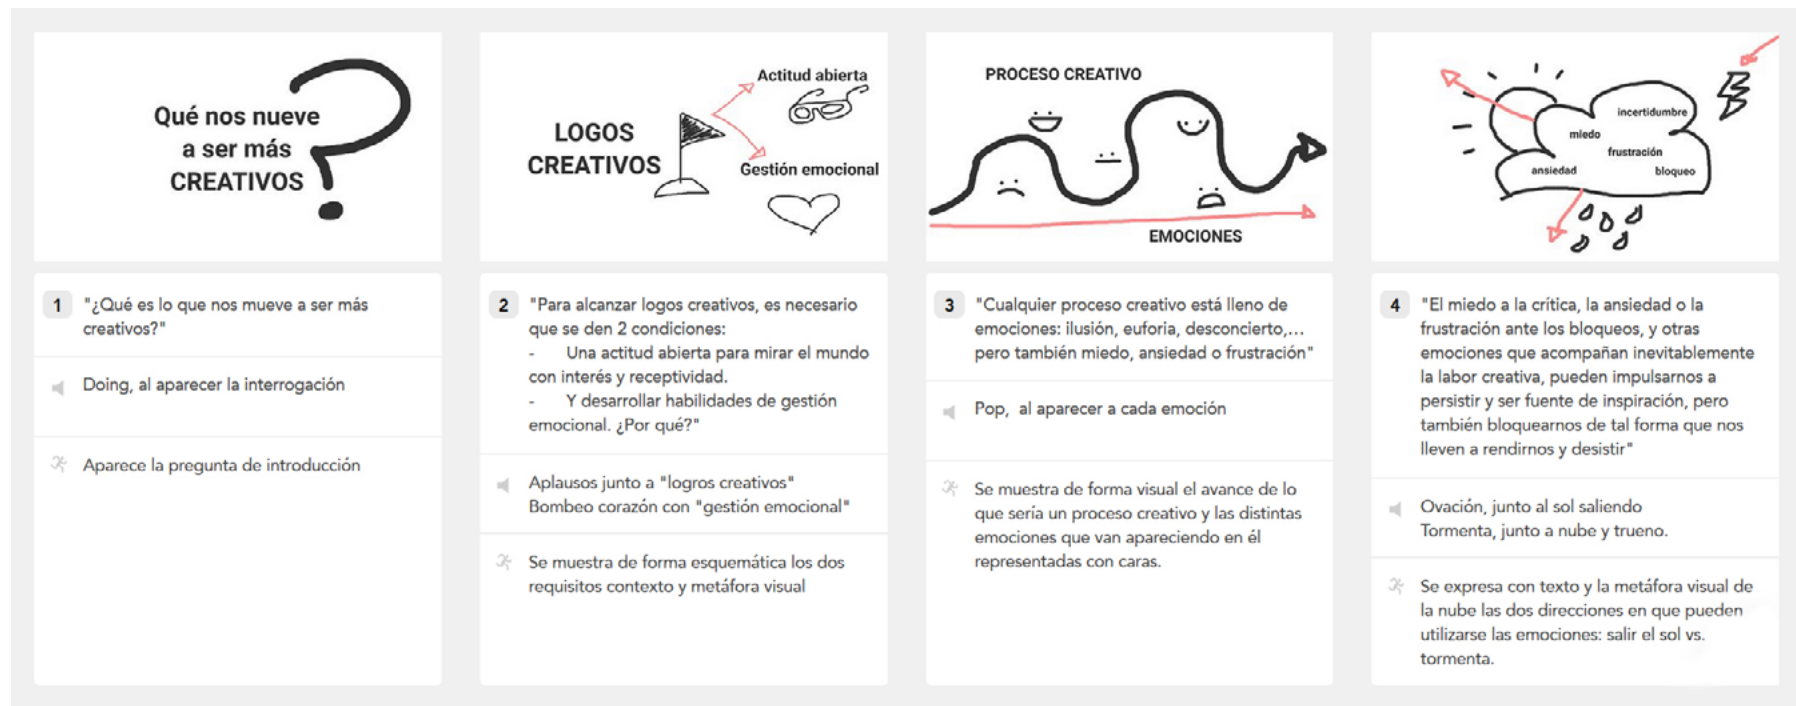 Qué nos nueve
a ser más
CREATIVOS
?
1
"¿Qué es lo que nos mueve a ser más
creativos?"
Doing, al aparecer la interrogación
Aparece la pregunta de introducción
LOGOS
CREATIVOS
Actitud abierta
Gestión emocional
2
"Para alcanzar logos creativos, es necesario
que se den 2 condiciones:
- Una actitud abierta para mirar el mundo
con interés y receptividad.
- Y desarrollar habilidades de gestión
emocional. ¿Por qué?"
Aplausos junto a "logros creativos"
Bombeo corazón con "gestión emocional"
Se muestra de forma esquemática los dos
requisitos contexto y metáfora visual
PROCESO CREATIVO
EMOCIONES
3
"Cualquier proceso creativo está lleno de
emociones: ilusión, euforia, desconcierto,...
pero también miedo, ansiedad o frustración"
Pop, al aparecer a cada emoción
Se muestra de forma visual el avance de lo
que sería un proceso creativo y las distintas
emociones que van apareciendo en él
representadas con caras.
incertidumbre
miedo
frustración
ansiedad
bloqueo
4
"El miedo a la crítica, la ansiedad o la
frustración ante los bloqueos, y otras
emociones que acompañan inevitablemente
la labor creativa, pueden impulsarnos a
persistir y ser fuente de inspiración, pero
también bloquearnos de tal forma que nos
lleven a rendirnos y desistir"
Ovación, junto al sol saliendo
Tormenta, junto a nube y trueno.
Se expresa con texto y la metáfora visual de
la nube las dos direcciones en que pueden
utilizarse las emociones: salir el sol vs.
tormenta.